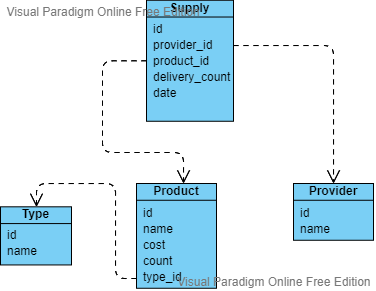 Visual Paradigm Online Free Edition
Supply
id
provider_id
product_id
delivery_count
date
Type
id
name
Product
id
name
cost
count
type_id
Provider
id
name
Visual Paradigm Online Free Edition